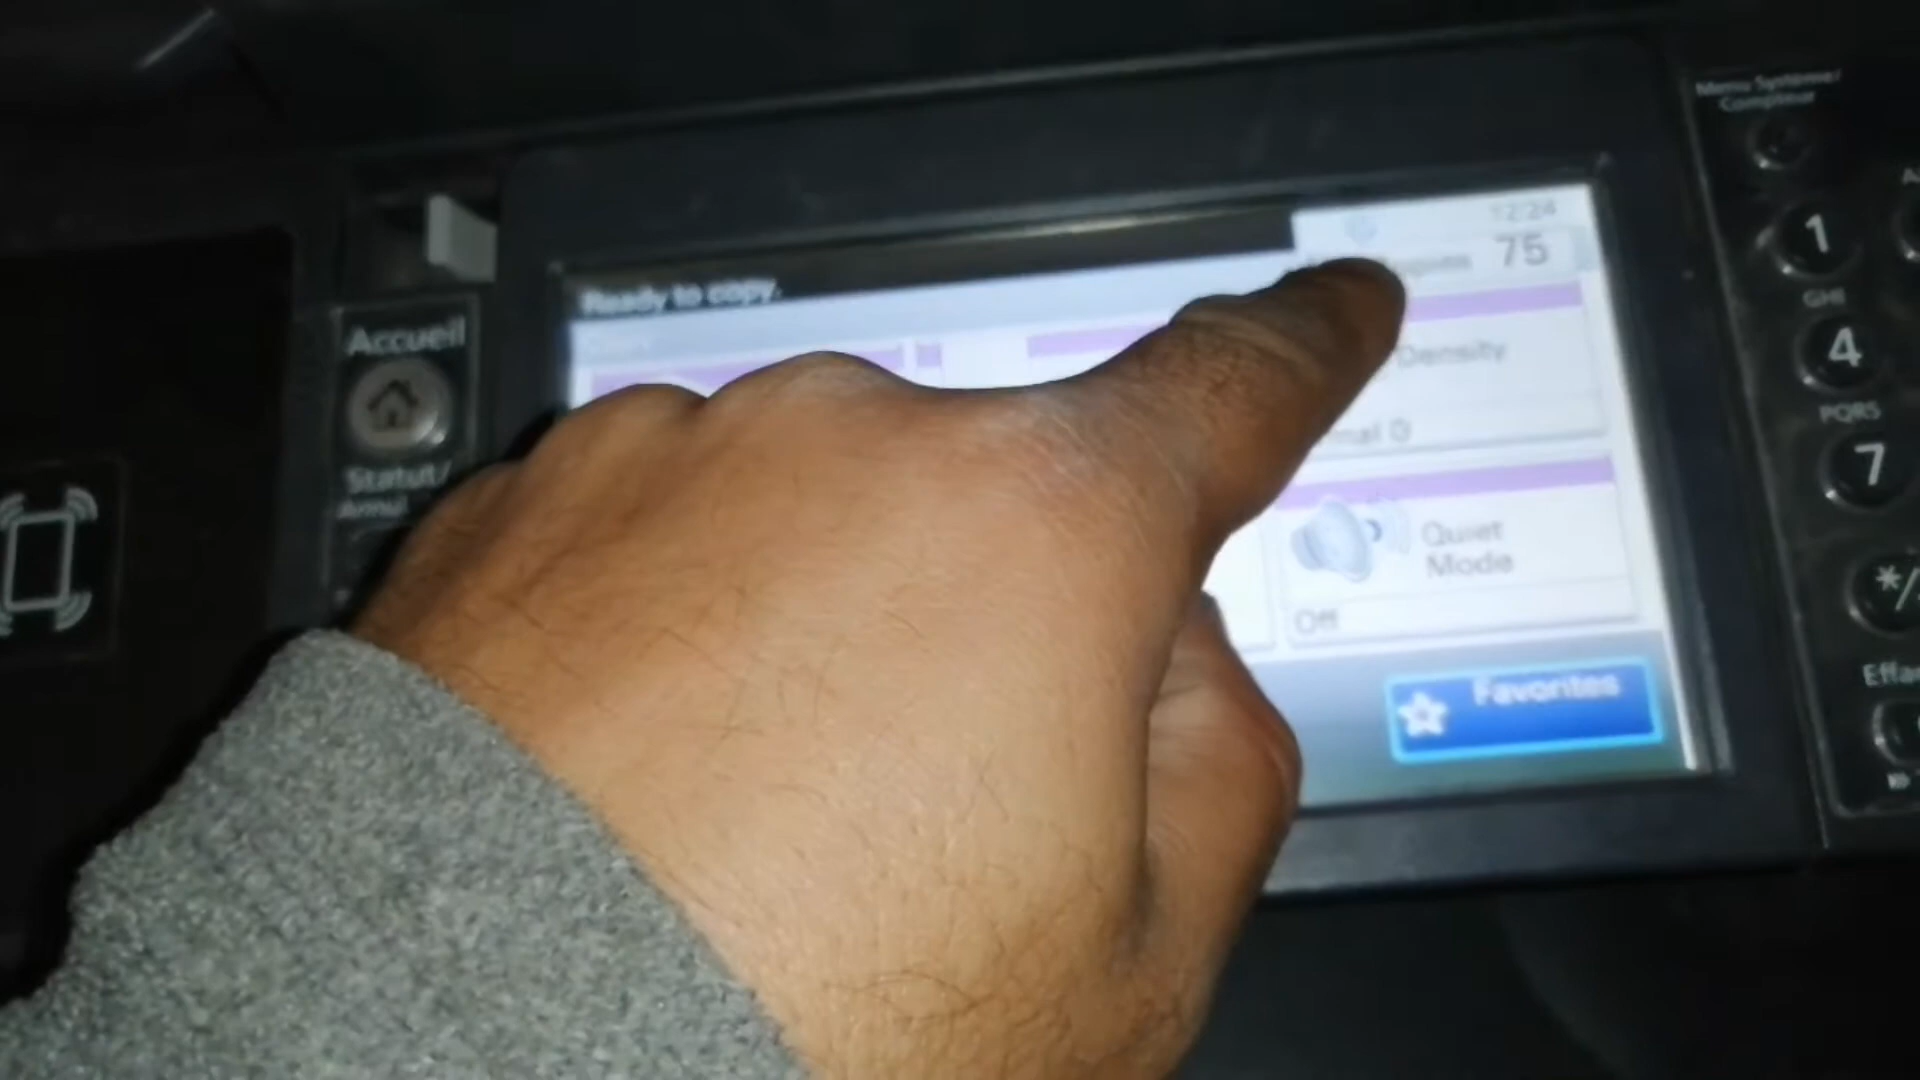 Menu Système/
Compteur
12:24
75
Ready to copy.
1
Accueil
GHI
Density
4
PQRS
Statut/
Annul
7
Quiet
Mode
*/
Off
Favorites